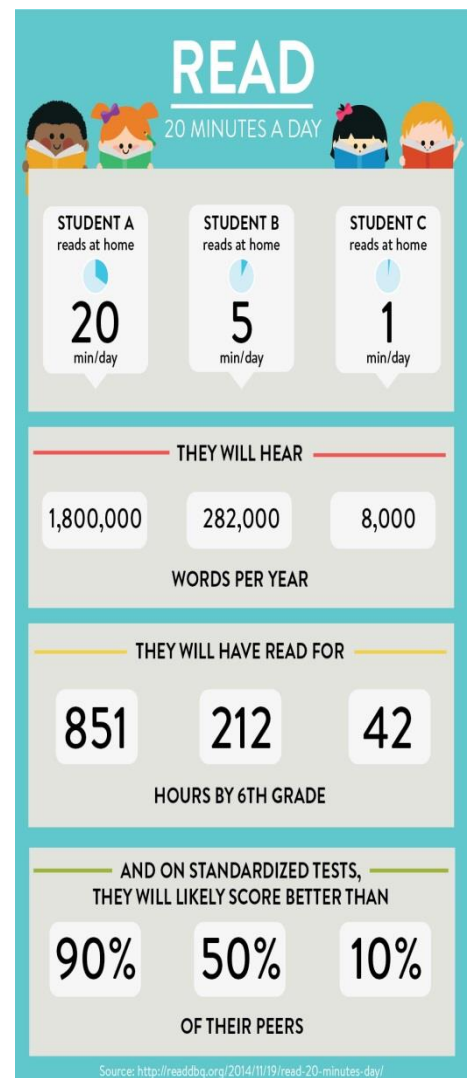 READ
20 MINUTES A DAY
STUDENT A
reads at home
20
min/day
STUDENT B
reads at home
5
min/day
STUDENT C
reads at home
1
min/day
THEY WILL HEAR
1,800,000 282,000 8,000
WORDS PER YEAR
THEY WILL HAVE READ FOR
851 212 42
HOURS BY 6TH GRADE
AND ON STANDARDIZED TESTS,
THEY WILL LIKELY SCORE BETTER THAN
90% 50% 10%
OF THEIR PEERS
Source: http://readdbq.org/2014/11/19/read-20-minutes-day/